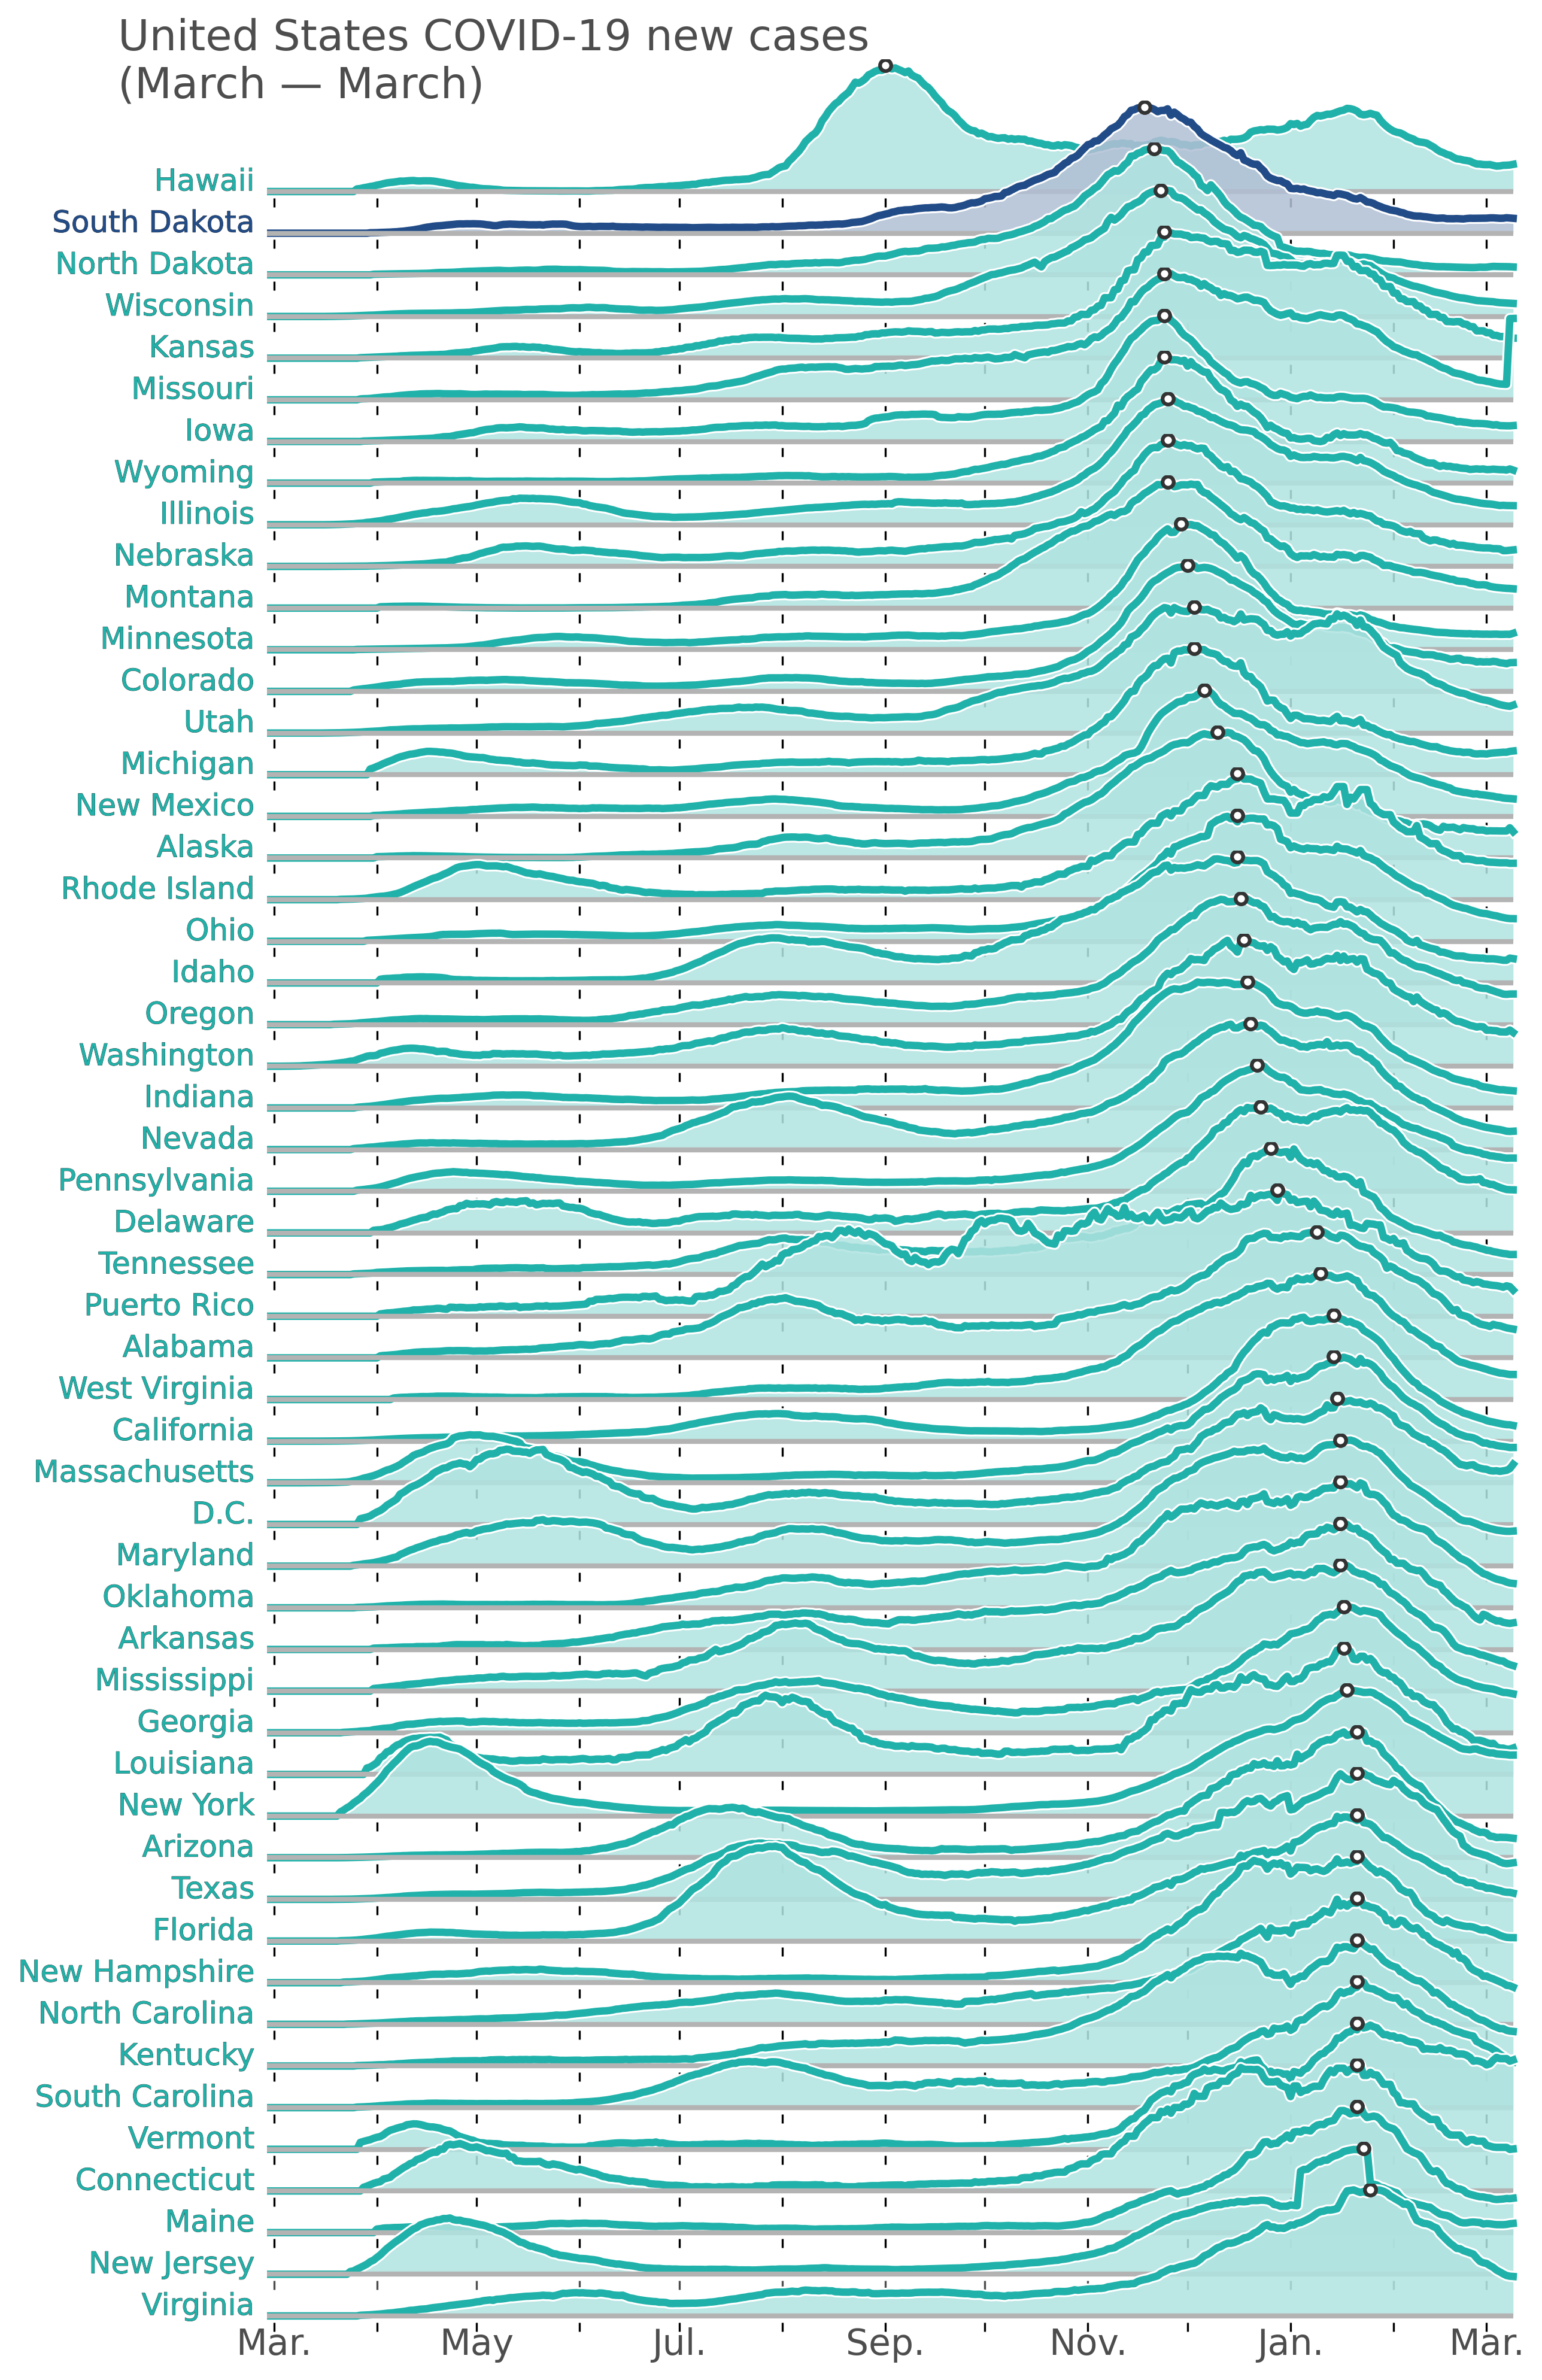 United States COVID-19 new cases
(March — March)
Hawaii
South Dakota
North Dakota
Wisconsin
Kansas
Missouri
Iowa
Wyoming
Illinois
Nebraska
Montana
Minnesota
Colorado
Utah
Michigan
New Mexico
Alaska
Rhode Island
Ohio
Idaho
Oregon
Washington
Indiana
Nevada
Pennsylvania
Delaware
Tennessee
Puerto Rico
Alabama
West Virginia
California
Massachusetts
D.C.
Maryland
Oklahoma
Arkansas
Mississippi
Georgia
Louisiana
New York
Arizona
Texas
Florida
New Hampshire
North Carolina
Kentucky
South Carolina
Vermont
Connecticut
Maine
New Jersey
Virginia
Mar. May Jul. Sep. Nov. Jan. Mar.